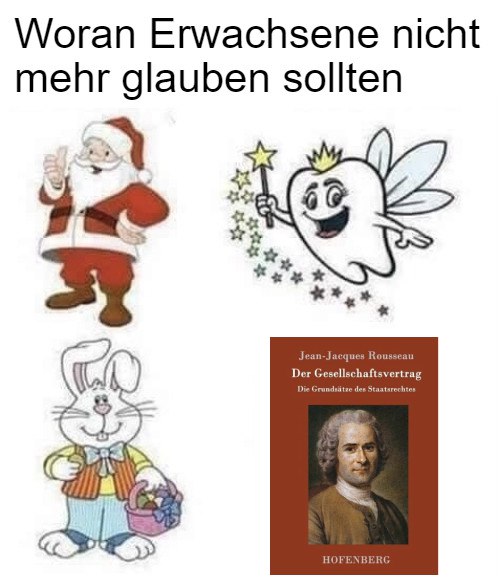 Woran Erwachsene nicht
mehr glauben sollten
Jean-Jacques Rousseau
Der Gesellschaftsvertrag
Die Grundsätze des Staatsrechtes
HOFENBERG